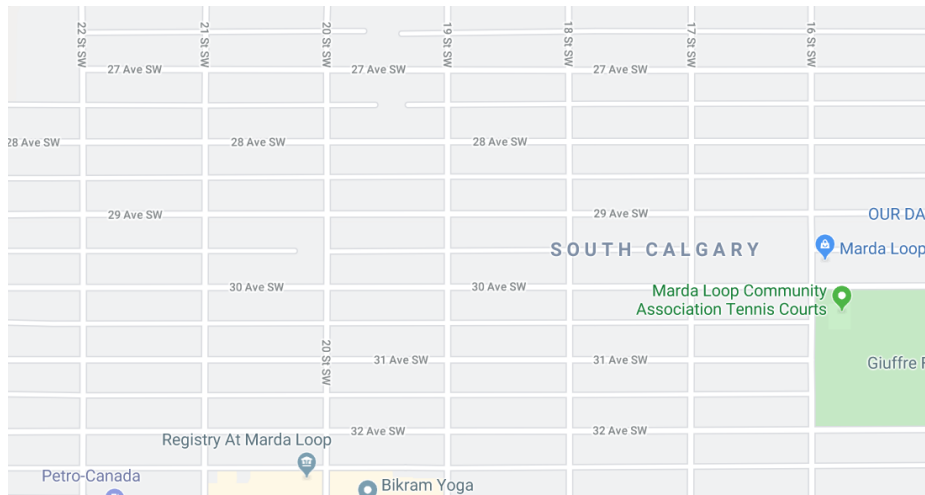 22 St SW
21 St SW
20 St SW
19 St SW
18 St SW
17 St SW
16 St SW
27 Ave SW
27 Ave SW
27 Ave SW
28 Ave SW
28 Ave SW
28 Ave SW
29 Ave SW
29 Ave SW
OUR DA
SOUTH CALGARY
Marda Loop
30 Ave SW
30 Ave SW
Marda Loop Community
Association Tennis Courts
20 St SW
31 Ave SW
31 Ave SW
Giuffre F
32 Ave SW
32 Ave SW
Registry At Marda Loop
Petro-Canada
Bikram Yoga